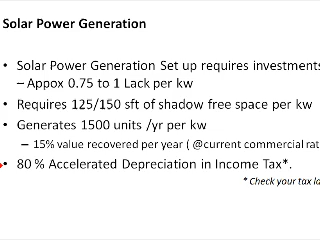 Solar Power Generation
• Solar Power Generation Set up requires investments
– Appox 0.75 to 1 Lack per kw
• Requires 125/150 sft of shadow free space per kw
• Generates 1500 units /yr per kw
– 15% value recovered per year ( @current commercial rat
• 80 % Accelerated Depreciation in Income Tax*.
* Check your tax la